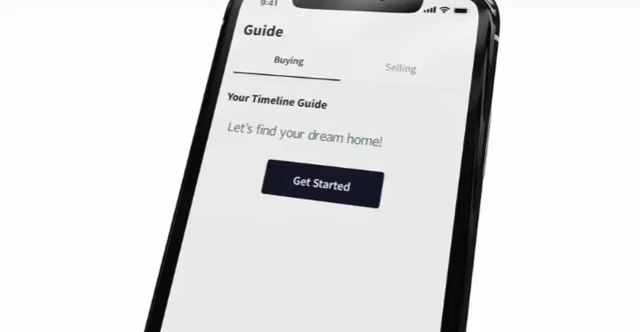 9:41
Guide
Buying
Selling
Your Timeline Guide
Let's find your dream home!
Get Started